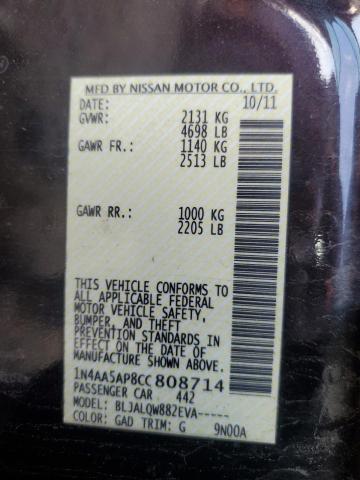 MFD BY NISSAN MOTOR CO., LTD.
DATE: 10/11
GVWR: 2131 KG
4698 LB
GAWR FR.: 1140 KG
2513 LB
GAWR RR.: 1000 KG
2205 LB
THIS VEHICLE CONFORMS TO
ALL APPLICABLE FEDERAL
MOTOR VEHICLE SAFETY,
BUMPER, AND THEFT
PREVENTION STANDARDS
IN EFFECT ON THE DATE OF
MANUFACTURE SHOWN ABOVE.
1N4AA5AP8CC808714
PASSENGER CAR 442
MODEL: BLJALQW882EVA-----
COLOR: GAD TRIM: G 9N00A